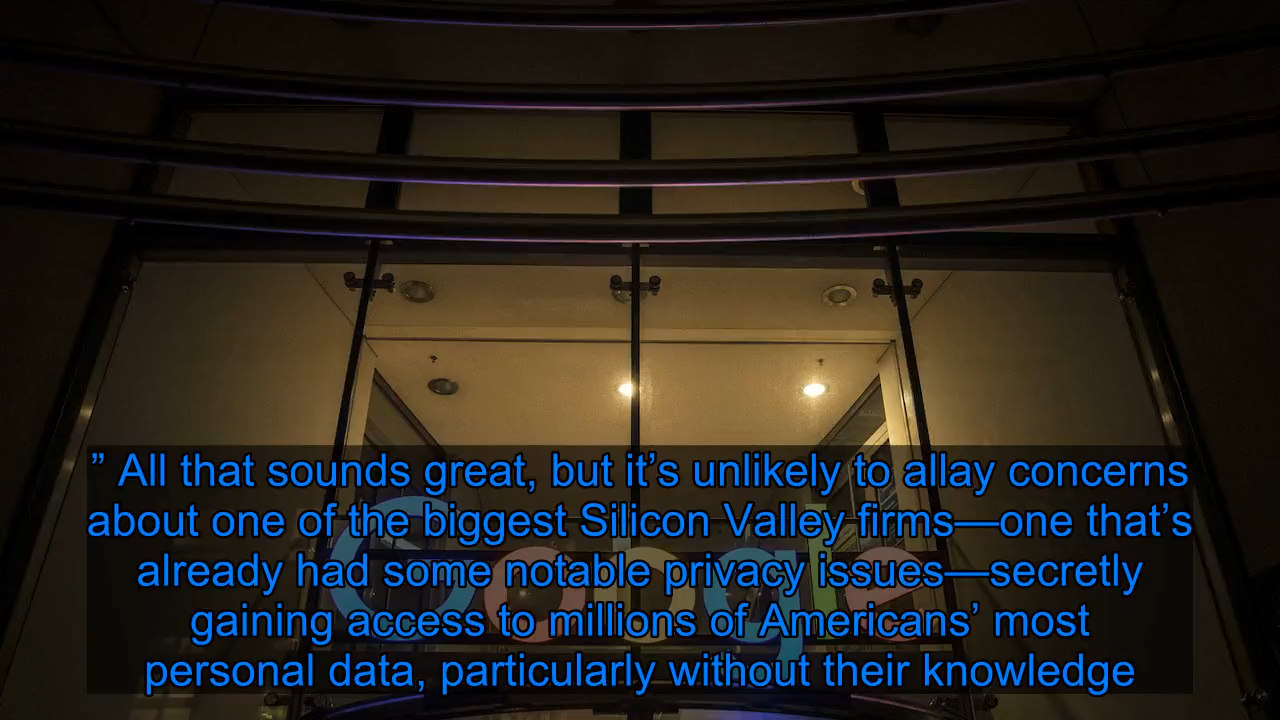 ” All that sounds great, but it’s unlikely to allay concerns
about one of the biggest Silicon Valley firms—one that’s
already had some notable privacy issues—secretly
gaining access to millions of Americans’ most
personal data, particularly without their knowledge
Google